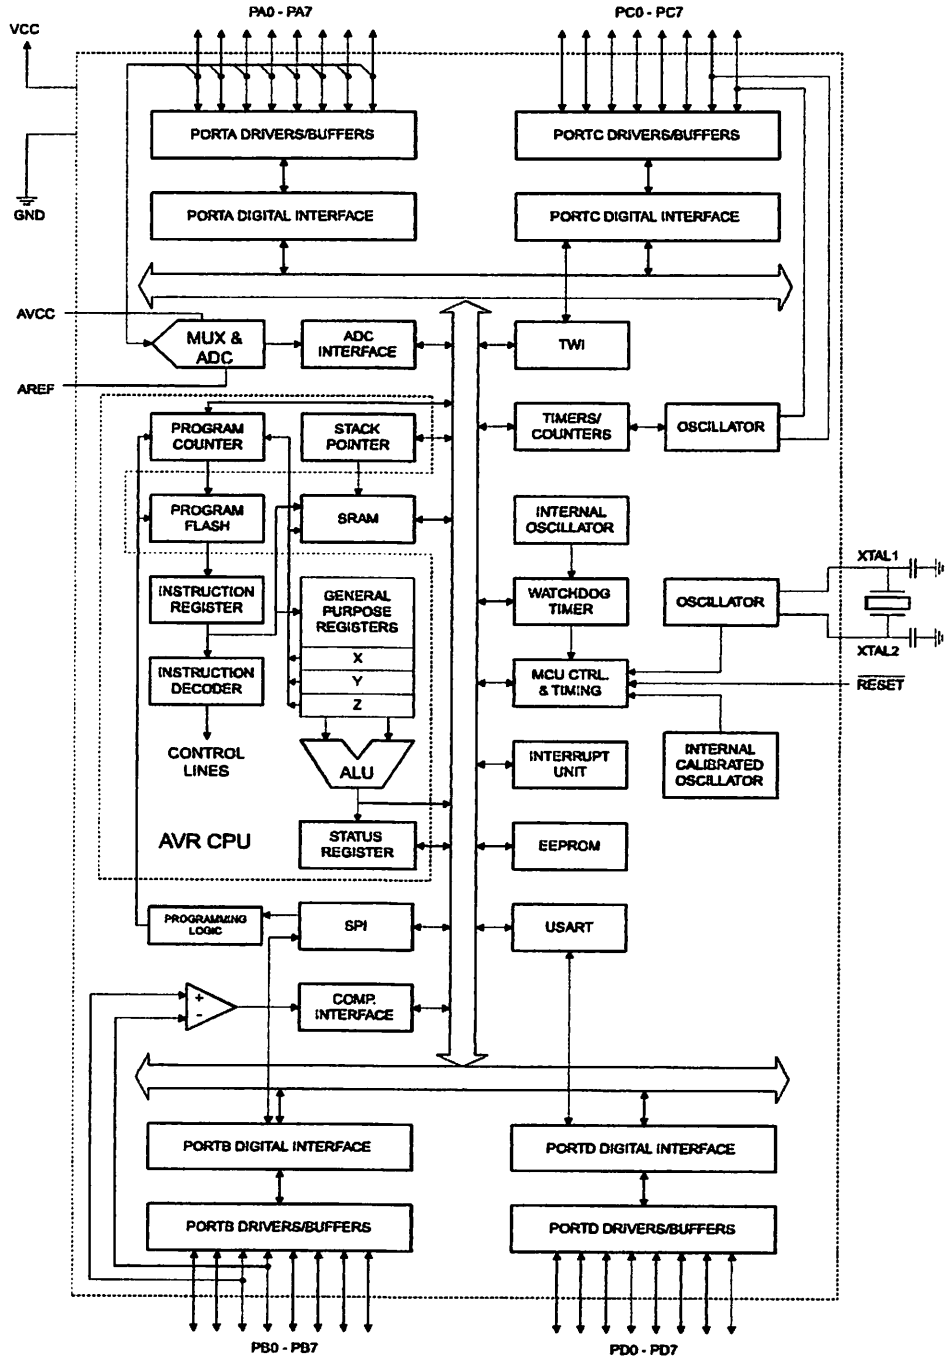 PA0 - PA7
PC0 - PC7
VCC
PORTA DRIVERS/BUFFERS
PORTC DRIVERS/BUFFERS
GND
PORTA DIGITAL INTERFACE
PORTC DIGITAL INTERFACE
AVCC
MUX &
ADC
ADC
INTERFACE
TWI
AREF
PROGRAM
COUNTER
STACK
POINTER
TIMERS/
COUNTERS
OSCILLATOR
PROGRAM
FLASH
SRAM
INTERNAL
OSCILLATOR
XTAL1
INSTRUCTION
REGISTER
GENERAL
PURPOSE
REGISTERS
WATCHDOG
TIMER
OSCILLATOR
XTAL2
X
INSTRUCTION
DECODER
Y
MCU CTRL.
& TIMING
RESET
Z
CONTROL
LINES
ALU
INTERRUPT
UNIT
INTERNAL
CALIBRATED
OSCILLATOR
AVR CPU
STATUS
REGISTER
EEPROM
PROGRAMMING
LOGIC
SPI
USART
+
-
COMP.
INTERFACE
PORTB DIGITAL INTERFACE
PORTD DIGITAL INTERFACE
PORTB DRIVERS/BUFFERS
PORTD DRIVERS/BUFFERS
PB0 - PB7
PD0 - PD7